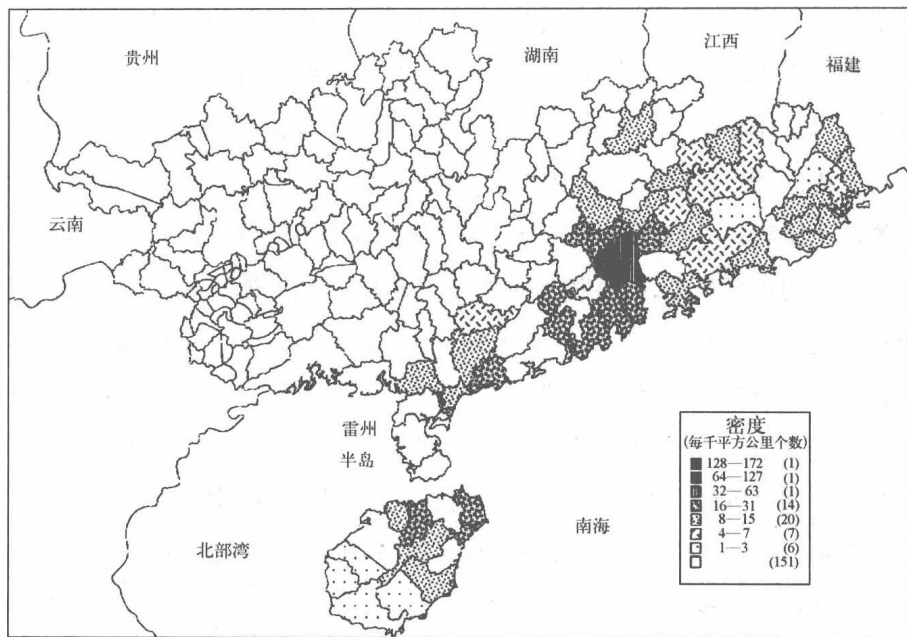 贵州
湖南
江西
福建
云南
雷州
半岛
北部湾
南海
密度
(每千平方公里个数)
128—172 (1)
64—127 (1)
32—63 (1)
16—31 (14)
8—15 (20)
4—7 (7)
1—3 (6)
(151)